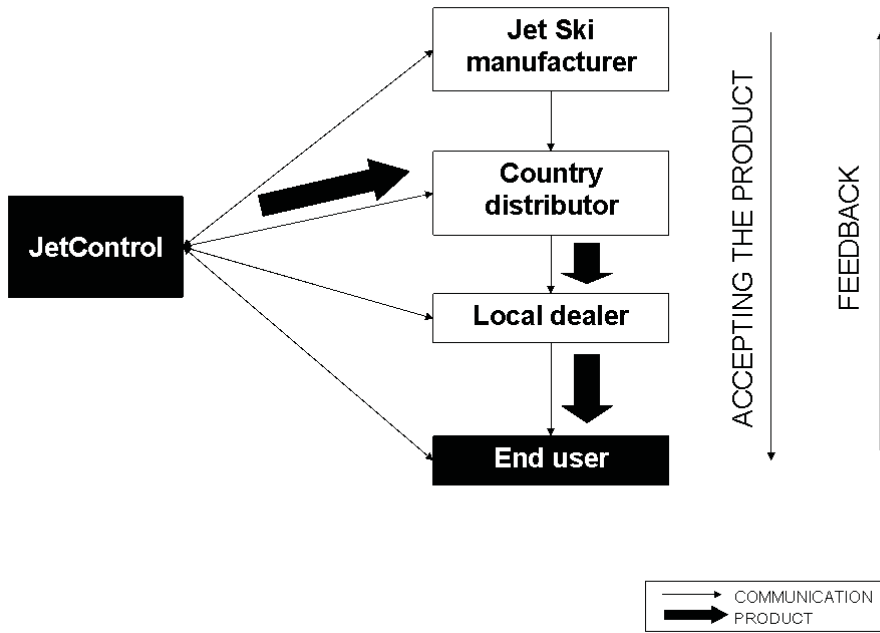 Jet Ski
manufacturer
Country
distributor
JetControl
Local dealer
End user
ACCEPTING THE PRODUCT
FEEDBACK
COMMUNICATION
PRODUCT